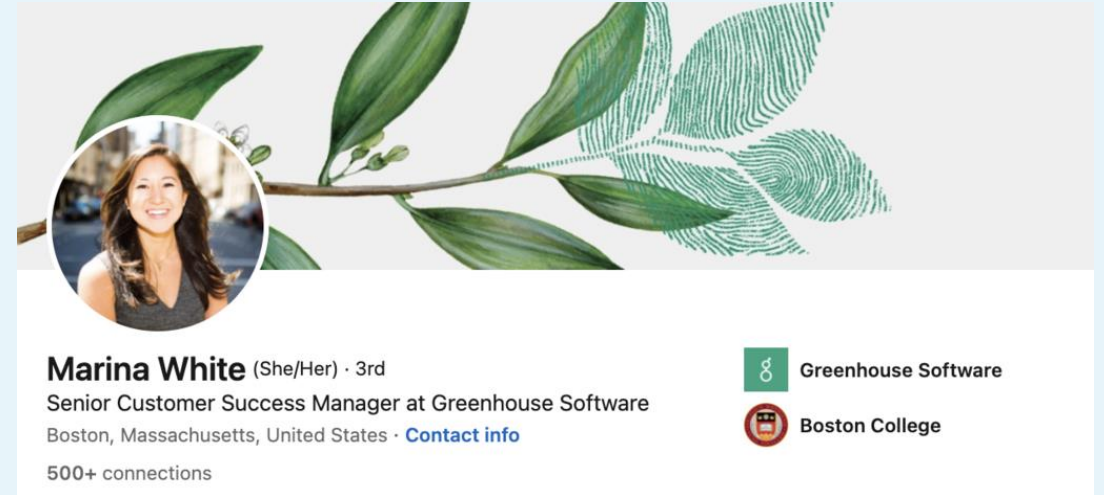 Marina White (She/Her) · 3rd
Senior Customer Success Manager at Greenhouse Software
Boston, Massachusetts, United States · Contact info
500+ connections
g
Greenhouse Software
Boston College